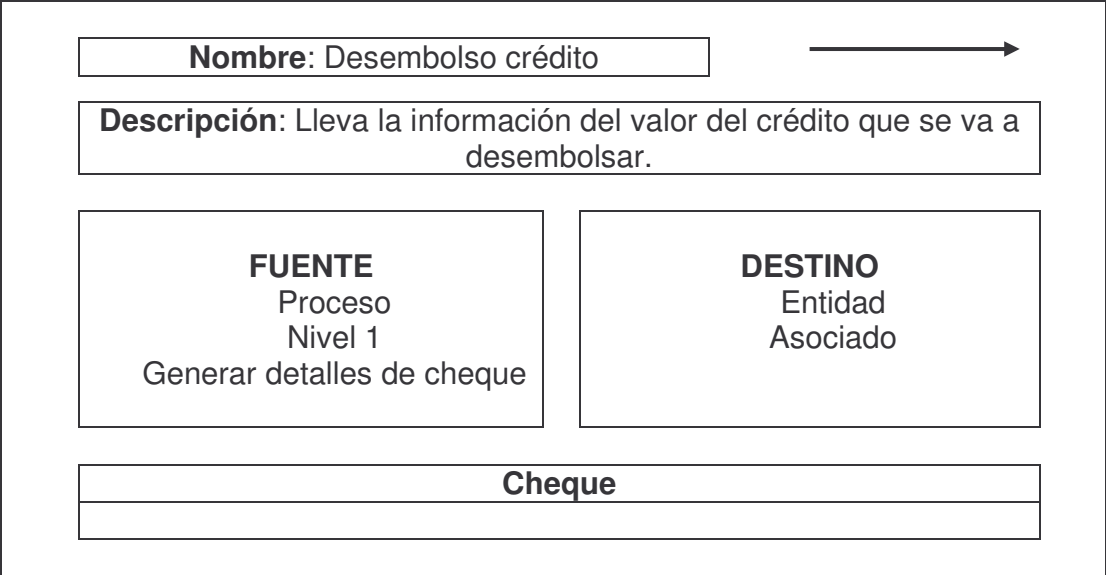 Nombre: Desembolso crédito
Descripción: Lleva la información del valor del crédito que se va a
desembolsar.
FUENTE
Proceso
Nivel 1
Generar detalles de cheque
DESTINO
Entidad
Asociado
Cheque